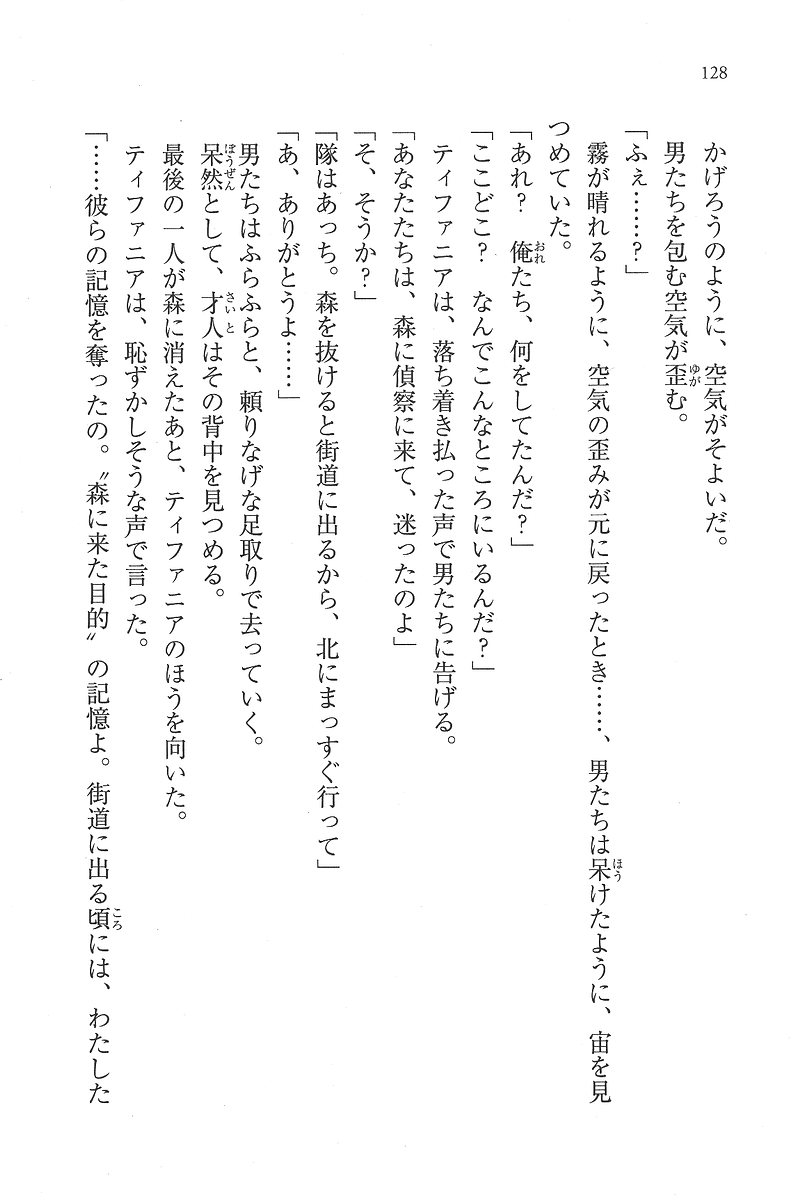 128
かげろうのように、空気がそよいだ。
男たちを包む空気が歪む。
「ふぇ……？」
霧が晴れるように、空気の歪みが元に戻ったとき……、男たちは呆けたように、宙を見
つめていた。
「あれ？　俺たち、何をしてたんだ？」
「ここどこ？　なんでこんなところにいるんだ？」
ティファニアは、落ち着き払った声で男たちに告げる。
「あなたたちは、森に偵察に来て、迷ったのよ」
「そ、そうか？」
「隊はあっち。森を抜けると街道に出るから、北にまっすぐ行って」
「あ、ありがとうよ……」
男たちはふらふらと、頼りなげな足取りで去っていく。
呆然として、才人はその背中を見つめる。
最後の一人が森に消えたあと、ティファニアのほうを向いた。
ティファニアは、恥ずかしそうな声で言った。
「……彼らの記憶を奪ったの。〝森に来た目的〟の記憶よ。街道に出る頃には、わたした